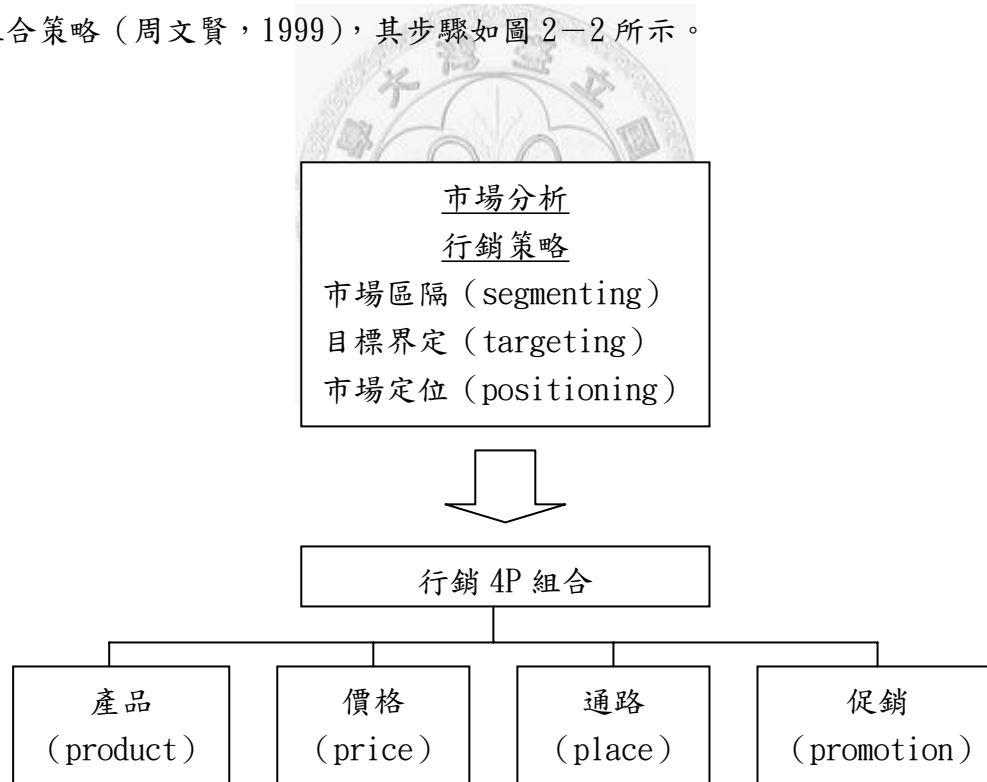 合策略（周文賢，1999），其步驟如圖 2－2 所示。
市場分析
行銷策略
市場區隔（segmenting）
目標界定（targeting）
市場定位（positioning）
行銷 4P 組合
產品 價格 通路 促銷
（product） （price） （place） （promotion）